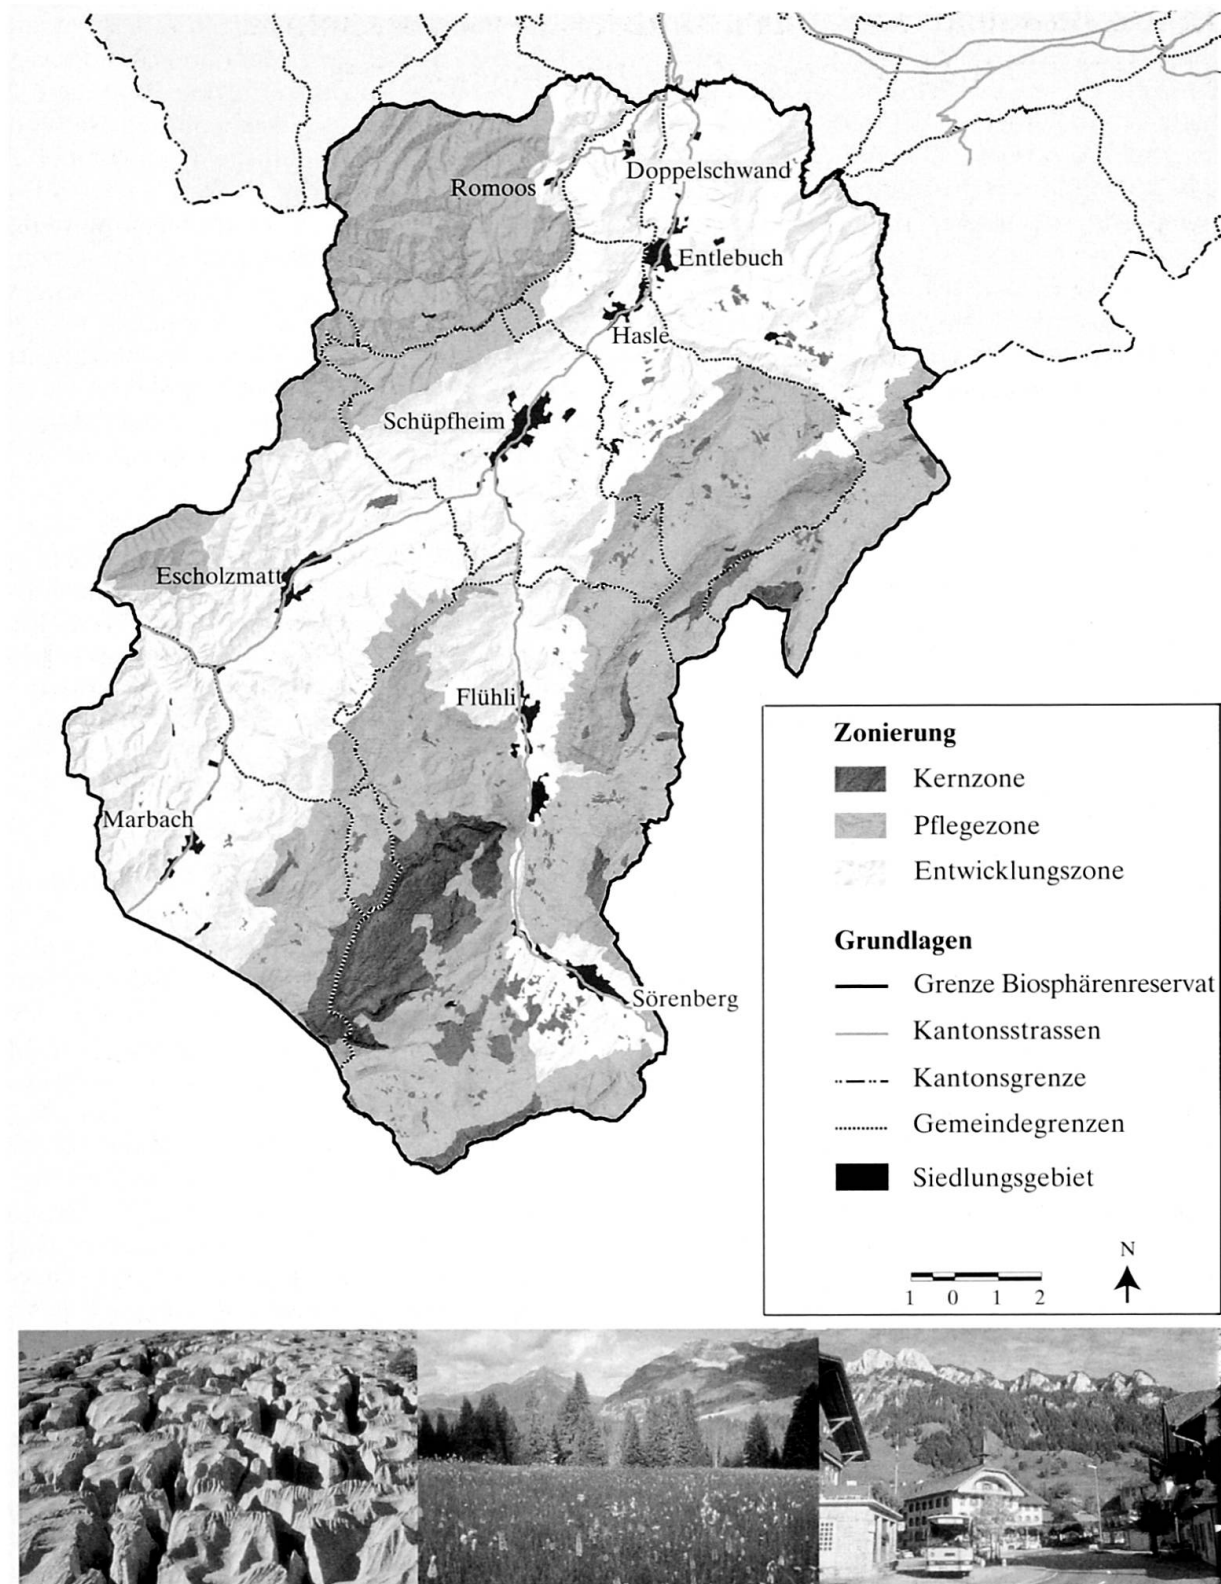 Romoos
Doppelschwand
Entlebuch
Hasle
Schüpfheim
Escholzmatt
Flühli
Marbach
Sörenberg
Zonierung
Kernzone
Pflegezone
Entwicklungszone
Grundlagen
Grenze Biosphärenreservat
Kantonsstrassen
Kantonsgrenze
Gemeindegrenzen
Siedlungsgebiet
N
1 0 1 2